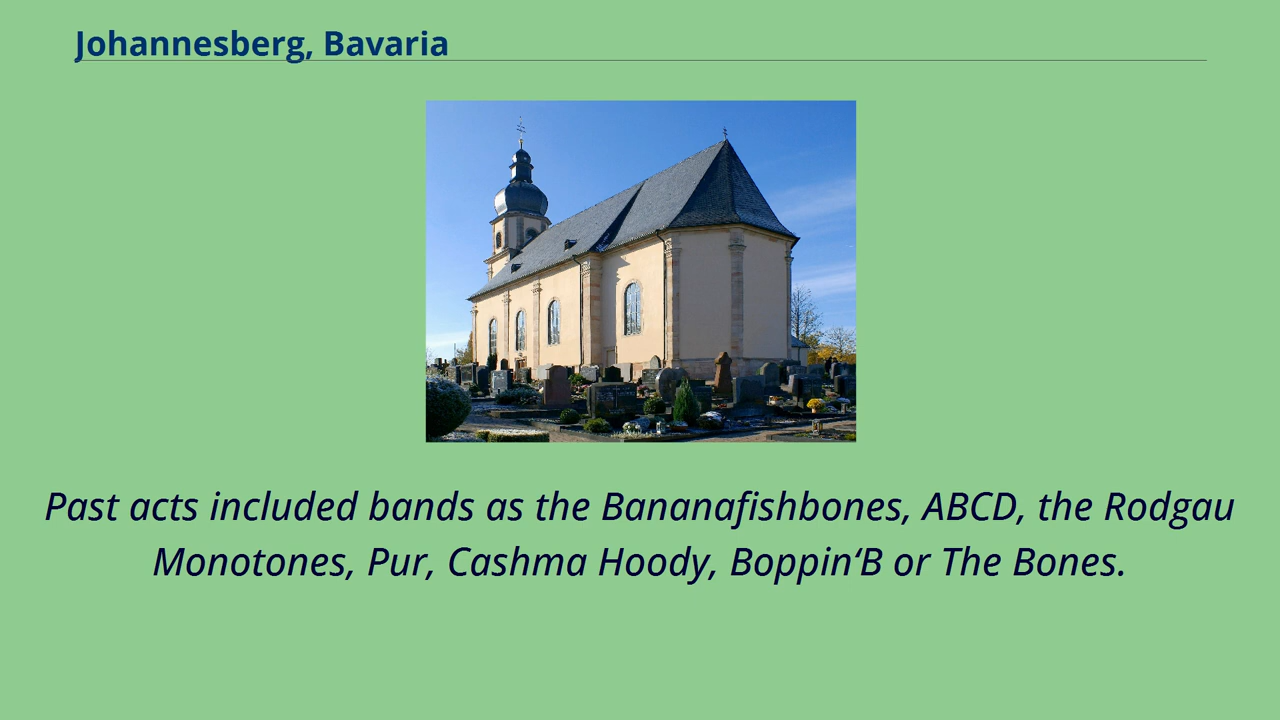 Johannesberg, Bavaria
Past acts included bands as the Bananafishbones, ABCD, the Rodgau
Monotones, Pur, Cashma Hoody, Boppin‘B or The Bones.